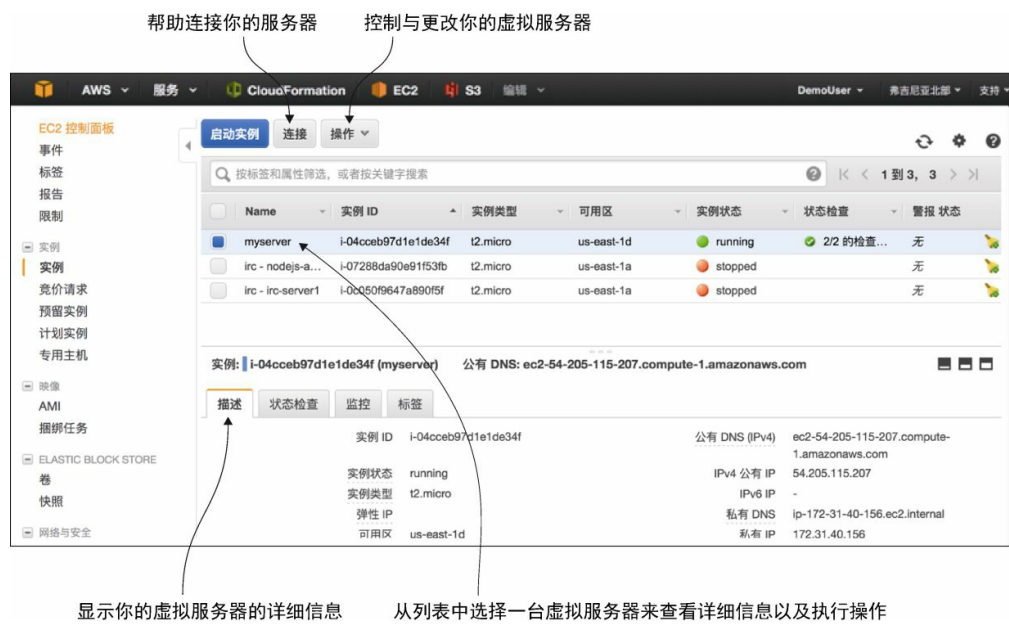 帮助连接你的服务器 控制与更改你的虚拟服务器
AWS 服务 CloudFormation EC2 S3 编辑 DemoUser 弗吉尼亚北部 支持
EC2 控制面板
事件
标签
报告
限制
实例
实例
竞价请求
预留实例
计划实例
专用主机
映像
AMI
捆绑任务
ELASTIC BLOCK STORE
卷
快照
网络与安全
启动实例 连接 操作
按标签和属性筛选，或者按关键字搜索 1 到 3， 3
Name 实例 ID 实例类型 可用区 实例状态 状态检查 警报 状态
myserver i-04cceb97d1e1de34f t2.micro us-east-1d running 2/2 的检查... 无
irc - nodejs-a... i-07288da90e91f53fb t2.micro us-east-1a stopped 无
irc - irc-server1 i-0c050f9647a890f5f t2.micro us-east-1a stopped 无
实例: i-04cceb97d1e1de34f (myserver) 公有 DNS: ec2-54-205-115-207.compute-1.amazonaws.com
描述 状态检查 监控 标签
实例 ID i-04cceb97d1e1de34f 公有 DNS (IPv4) ec2-54-205-115-207.compute-
1.amazonaws.com
实例状态 running IPv4 公有 IP 54.205.115.207
实例类型 t2.micro IPv6 IP -
弹性 IP 私有 DNS ip-172-31-40-156.ec2.internal
可用区 us-east-1d 私有 IP 172.31.40.156
显示你的虚拟服务器的详细信息 从列表中选择一台虚拟服务器来查看详细信息以及执行操作